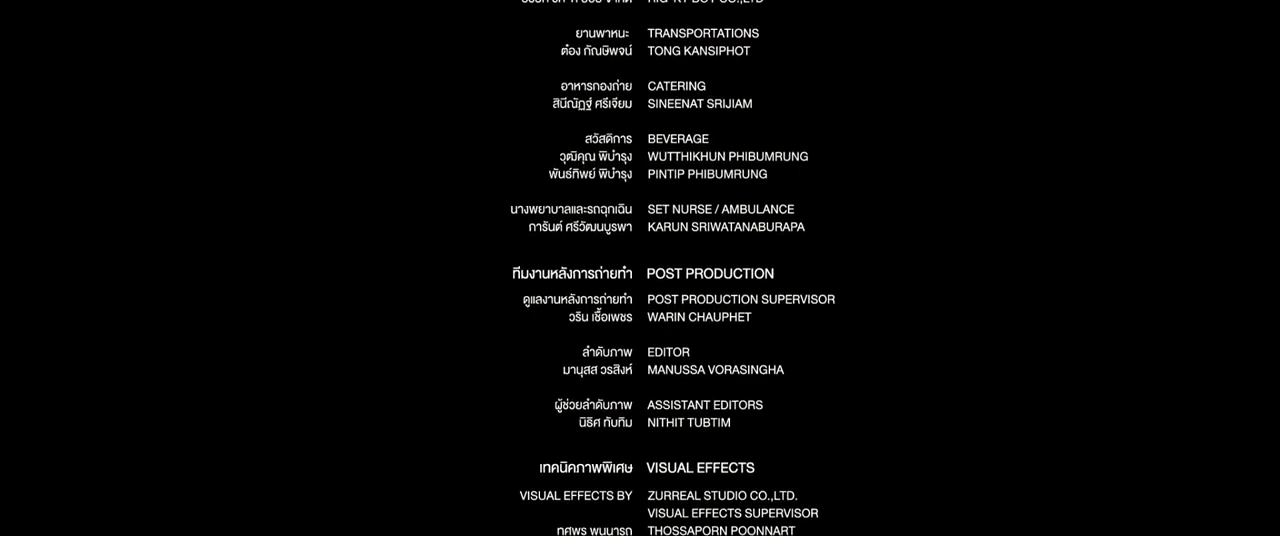 ยานพาหนะ TRANSPORTATIONS
ต๋อง กัณษิพจน์ TONG KANSIPHOT
อาหารกองถ่าย CATERING
สินีณัฏฐ์ ศรีเจียม SINEENAT SRIJIAM
สวัสดิการ BEVERAGE
วุฒิคุณ พิบำรุง WUTTHIKHUN PHIBUMRUNG
พันธ์ทิพย์ พิบำรุง PINTIP PHIBUMRUNG
นางพยาบาลและรถฉุกเฉิน SET NURSE / AMBULANCE
การันต์ ศรีวัฒนบูรพา KARUN SRIWATANABURAPA
ทีมงานหลังการถ่ายทำ POST PRODUCTION
ดูแลงานหลังการถ่ายทำ POST PRODUCTION SUPERVISOR
วริน เชื้อเพชร WARIN CHAUPHET
ลำดับภาพ EDITOR
มานุสส วรสิงห์ MANUSSA VORASINGHA
ผู้ช่วยลำดับภาพ ASSISTANT EDITORS
นิธิศ ทับทิม NITHIT TUBTIM
เทคนิคภาพพิเศษ VISUAL EFFECTS
VISUAL EFFECTS BY ZURREAL STUDIO CO.,LTD.
VISUAL EFFECTS SUPERVISOR
ทศพร พูนนารถ THOSSAPORN POONNART